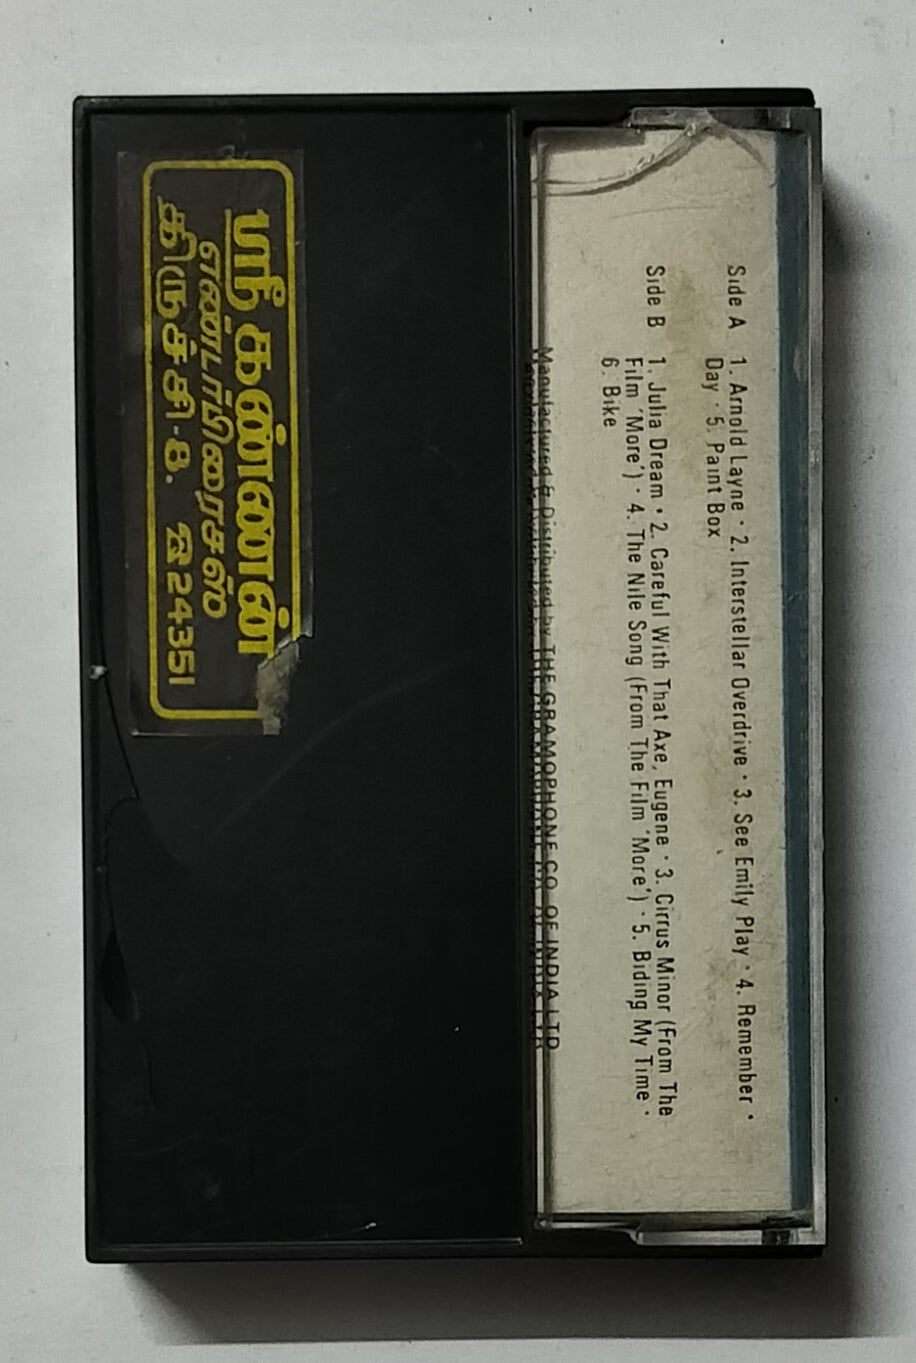 Side A 1. Arnold Layne · 2. Interstellar Overdrive · 3. See Emily Play · 4. Remember ·
Day · 5. Paint Box
Side B 1. Julia Dream · 2. Careful With That Axe, Eugene · 3. Cirrus Minor (From The
Film 'More') · 4. The Nile Song (From The Film 'More') · 5. Biding My Time ·
6. Bike
Manufactured & Distributed by THE GRAMOPHONE CO. OF INDIA LTD
ஸ்ரீ கண்ணன்
எண்டர்பிரைசஸ்
திருச்சி-8. ☎ 24351